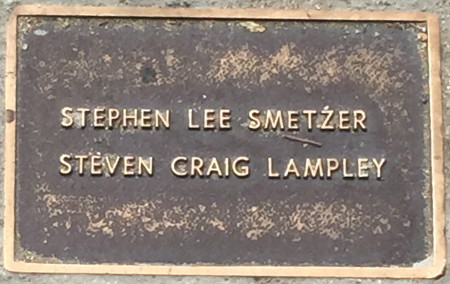 STEPHEN LEE SMETZER
STEVEN CRAIG LAMPLEY